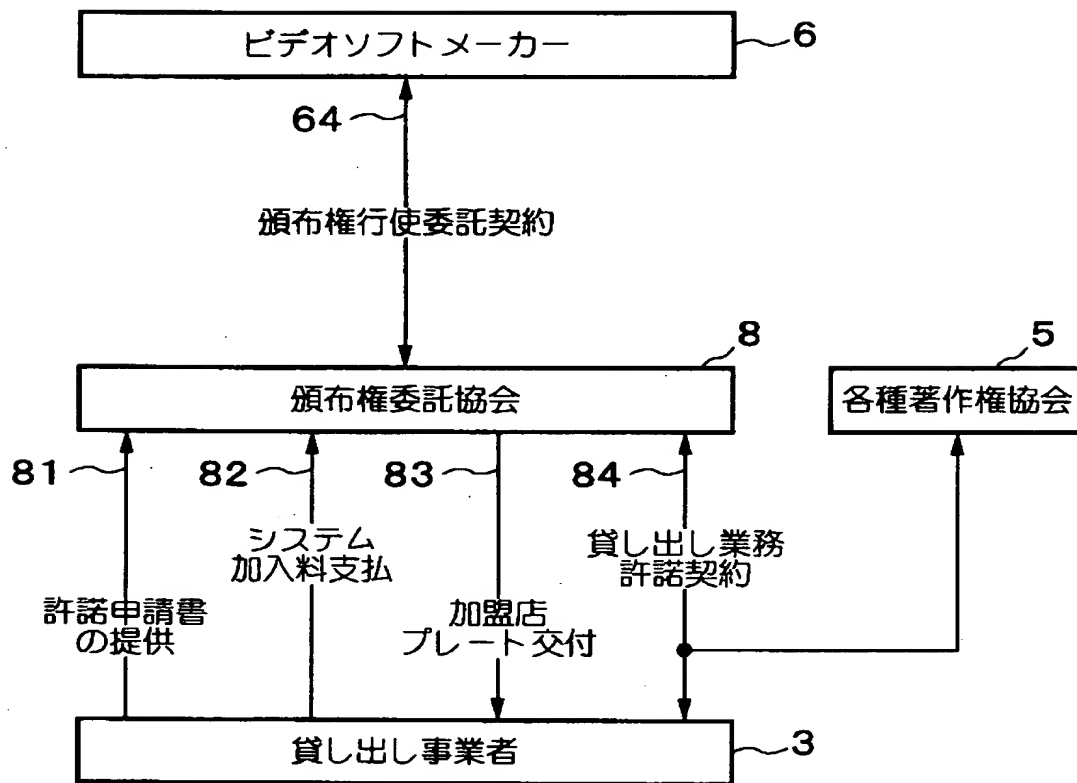 ビデオソフトメーカー
6
64
頒布権行使委託契約
8
5
頒布権委託協会
各種著作権協会
81
82
83
84
システム
加入料支払
貸し出し業務
許諾契約
許諾申請書
の提供
加盟店
プレート交付
貸し出し事業者
3